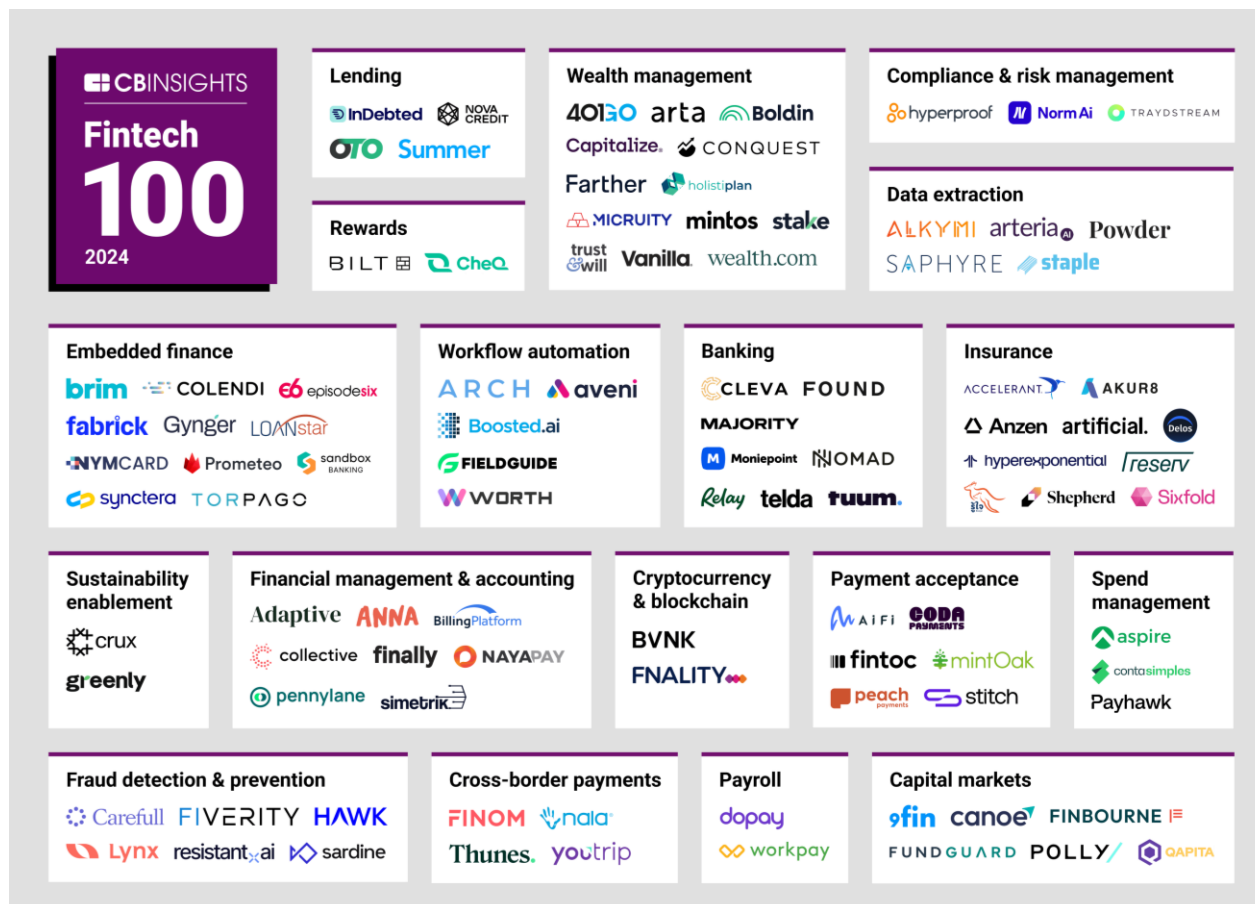 CBINSIGHTS
Fintech
100
2024
Lending
InDebted NOVA CREDIT
OTO Summer
Rewards
BILT CheQ
Wealth management
401GO arta Boldin
Capitalize. CONQUEST
Farther holistiplan
MICRUITY mintos stake
trust &will Vanilla. wealth.com
Compliance & risk management
hyperproof Norm Ai TRAYDSTREAM
Data extraction
ALKYMI arteria AI Powder
SAPHYRE staple
Embedded finance
brim COLENDI e6 episodesix
fabrick Gynger LOANstar
NYMCARD Prometeo sandbox BANKING
synctera TORPAGO
Workflow automation
ARCH aveni
Boosted.ai
FIELDGUIDE
WORTH
Banking
CLEVA FOUND
MAJORITY
M Moniepoint NOMAD
Relay telda tuum.
Insurance
ACCELERANT AKUR8
Anzen artificial. Delos
hyperexponential reserv
Shepherd Sixfold
Sustainability
enablement
crux
greenly
Financial management & accounting
Adaptive ANNA BillingPlatform
collective finally NAYAPAY
pennylane simetrik
Cryptocurrency
& blockchain
BVNK
FNALITY
Payment acceptance
AiFi CODA PAYMENTS
fintoc mintOak
peach payments stitch
Spend
management
aspire
contasimples
Payhawk
Fraud detection & prevention
Carefull FIVERITY HAWK
Lynx resistant ai sardine
Cross-border payments
FINOM nala
Thunes. youtrip
Payroll
dopay
workpay
Capital markets
9fin canoe FINBOURNE
FUNDGUARD POLLY QAPITA